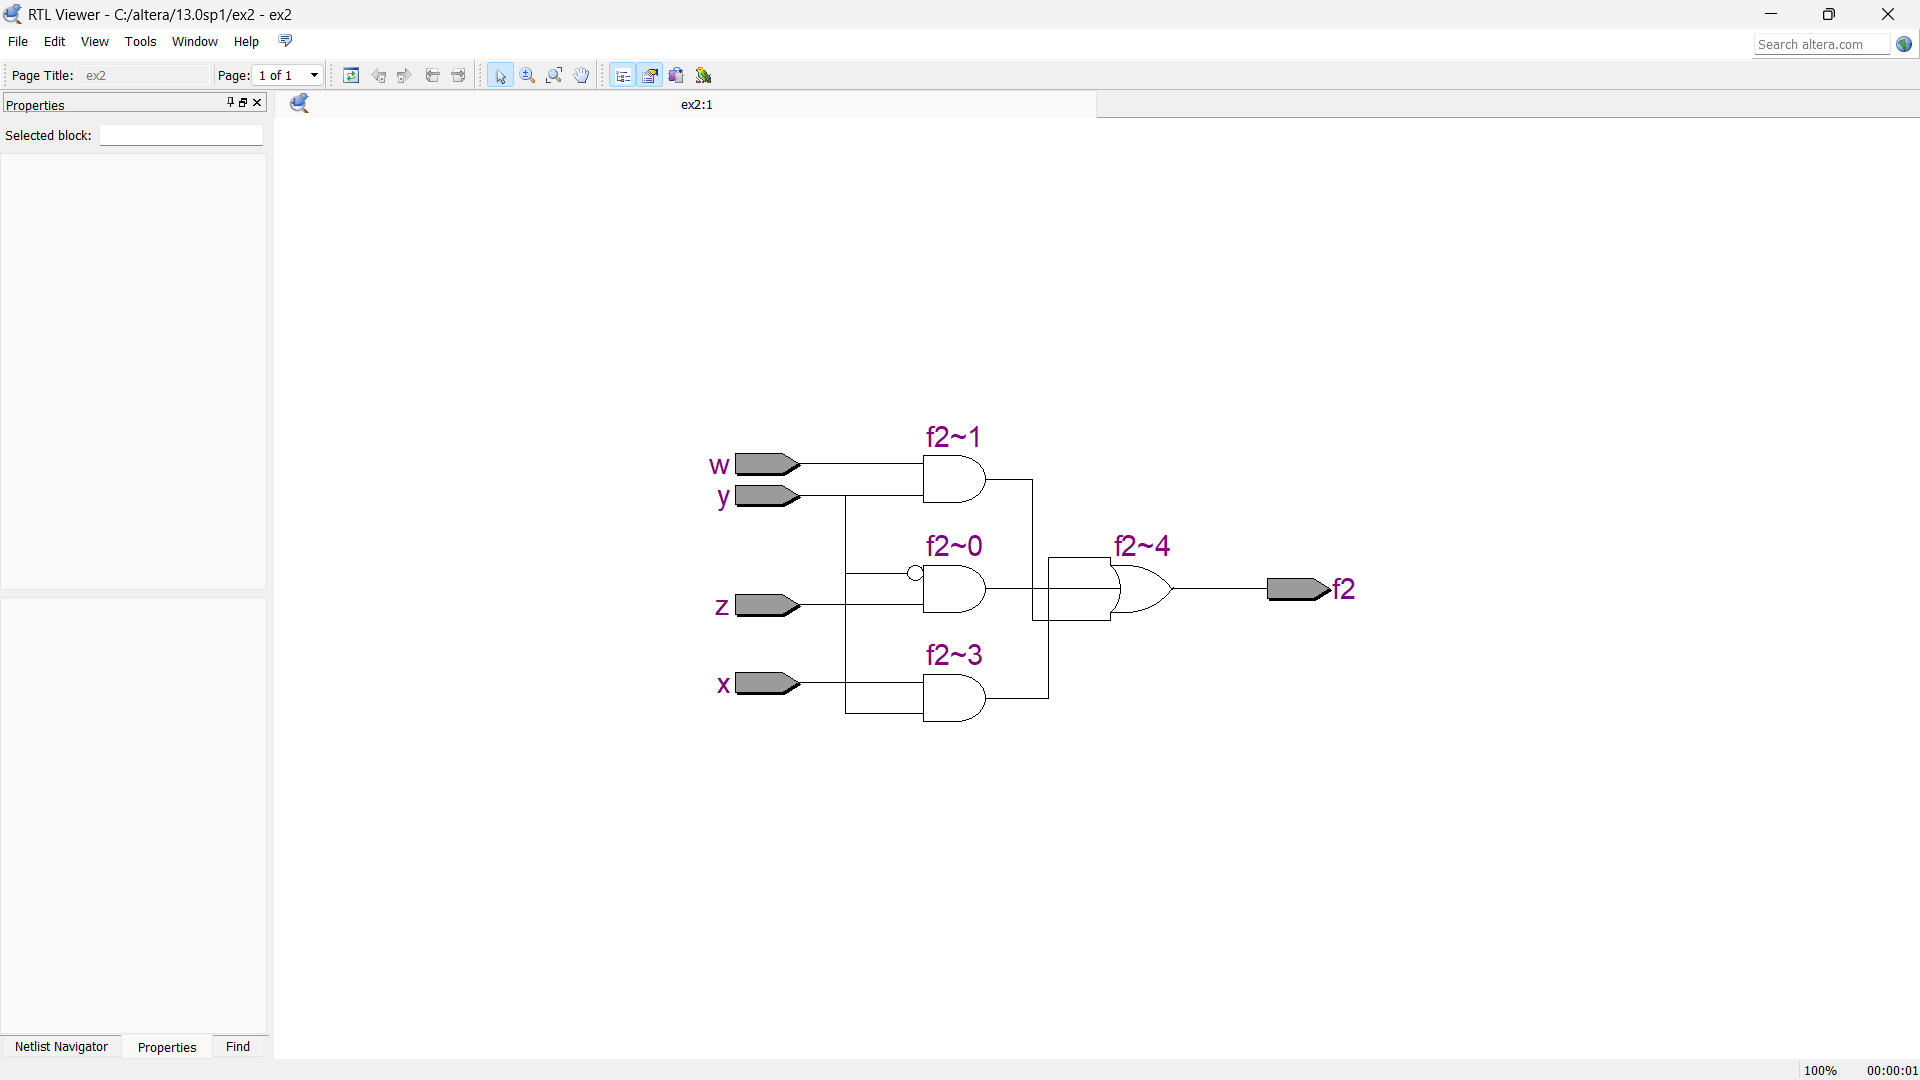 RTL Viewer - C:/altera/13.0sp1/ex2 - ex2
File Edit View Tools Window Help
Search altera.com
Page Title: ex2 Page: 1 of 1
Properties
ex2:1
Selected block:
f2~1
w
y
f2~0
f2~4
f2
z
f2~3
x
Netlist Navigator Properties Find
100% 00:00:01